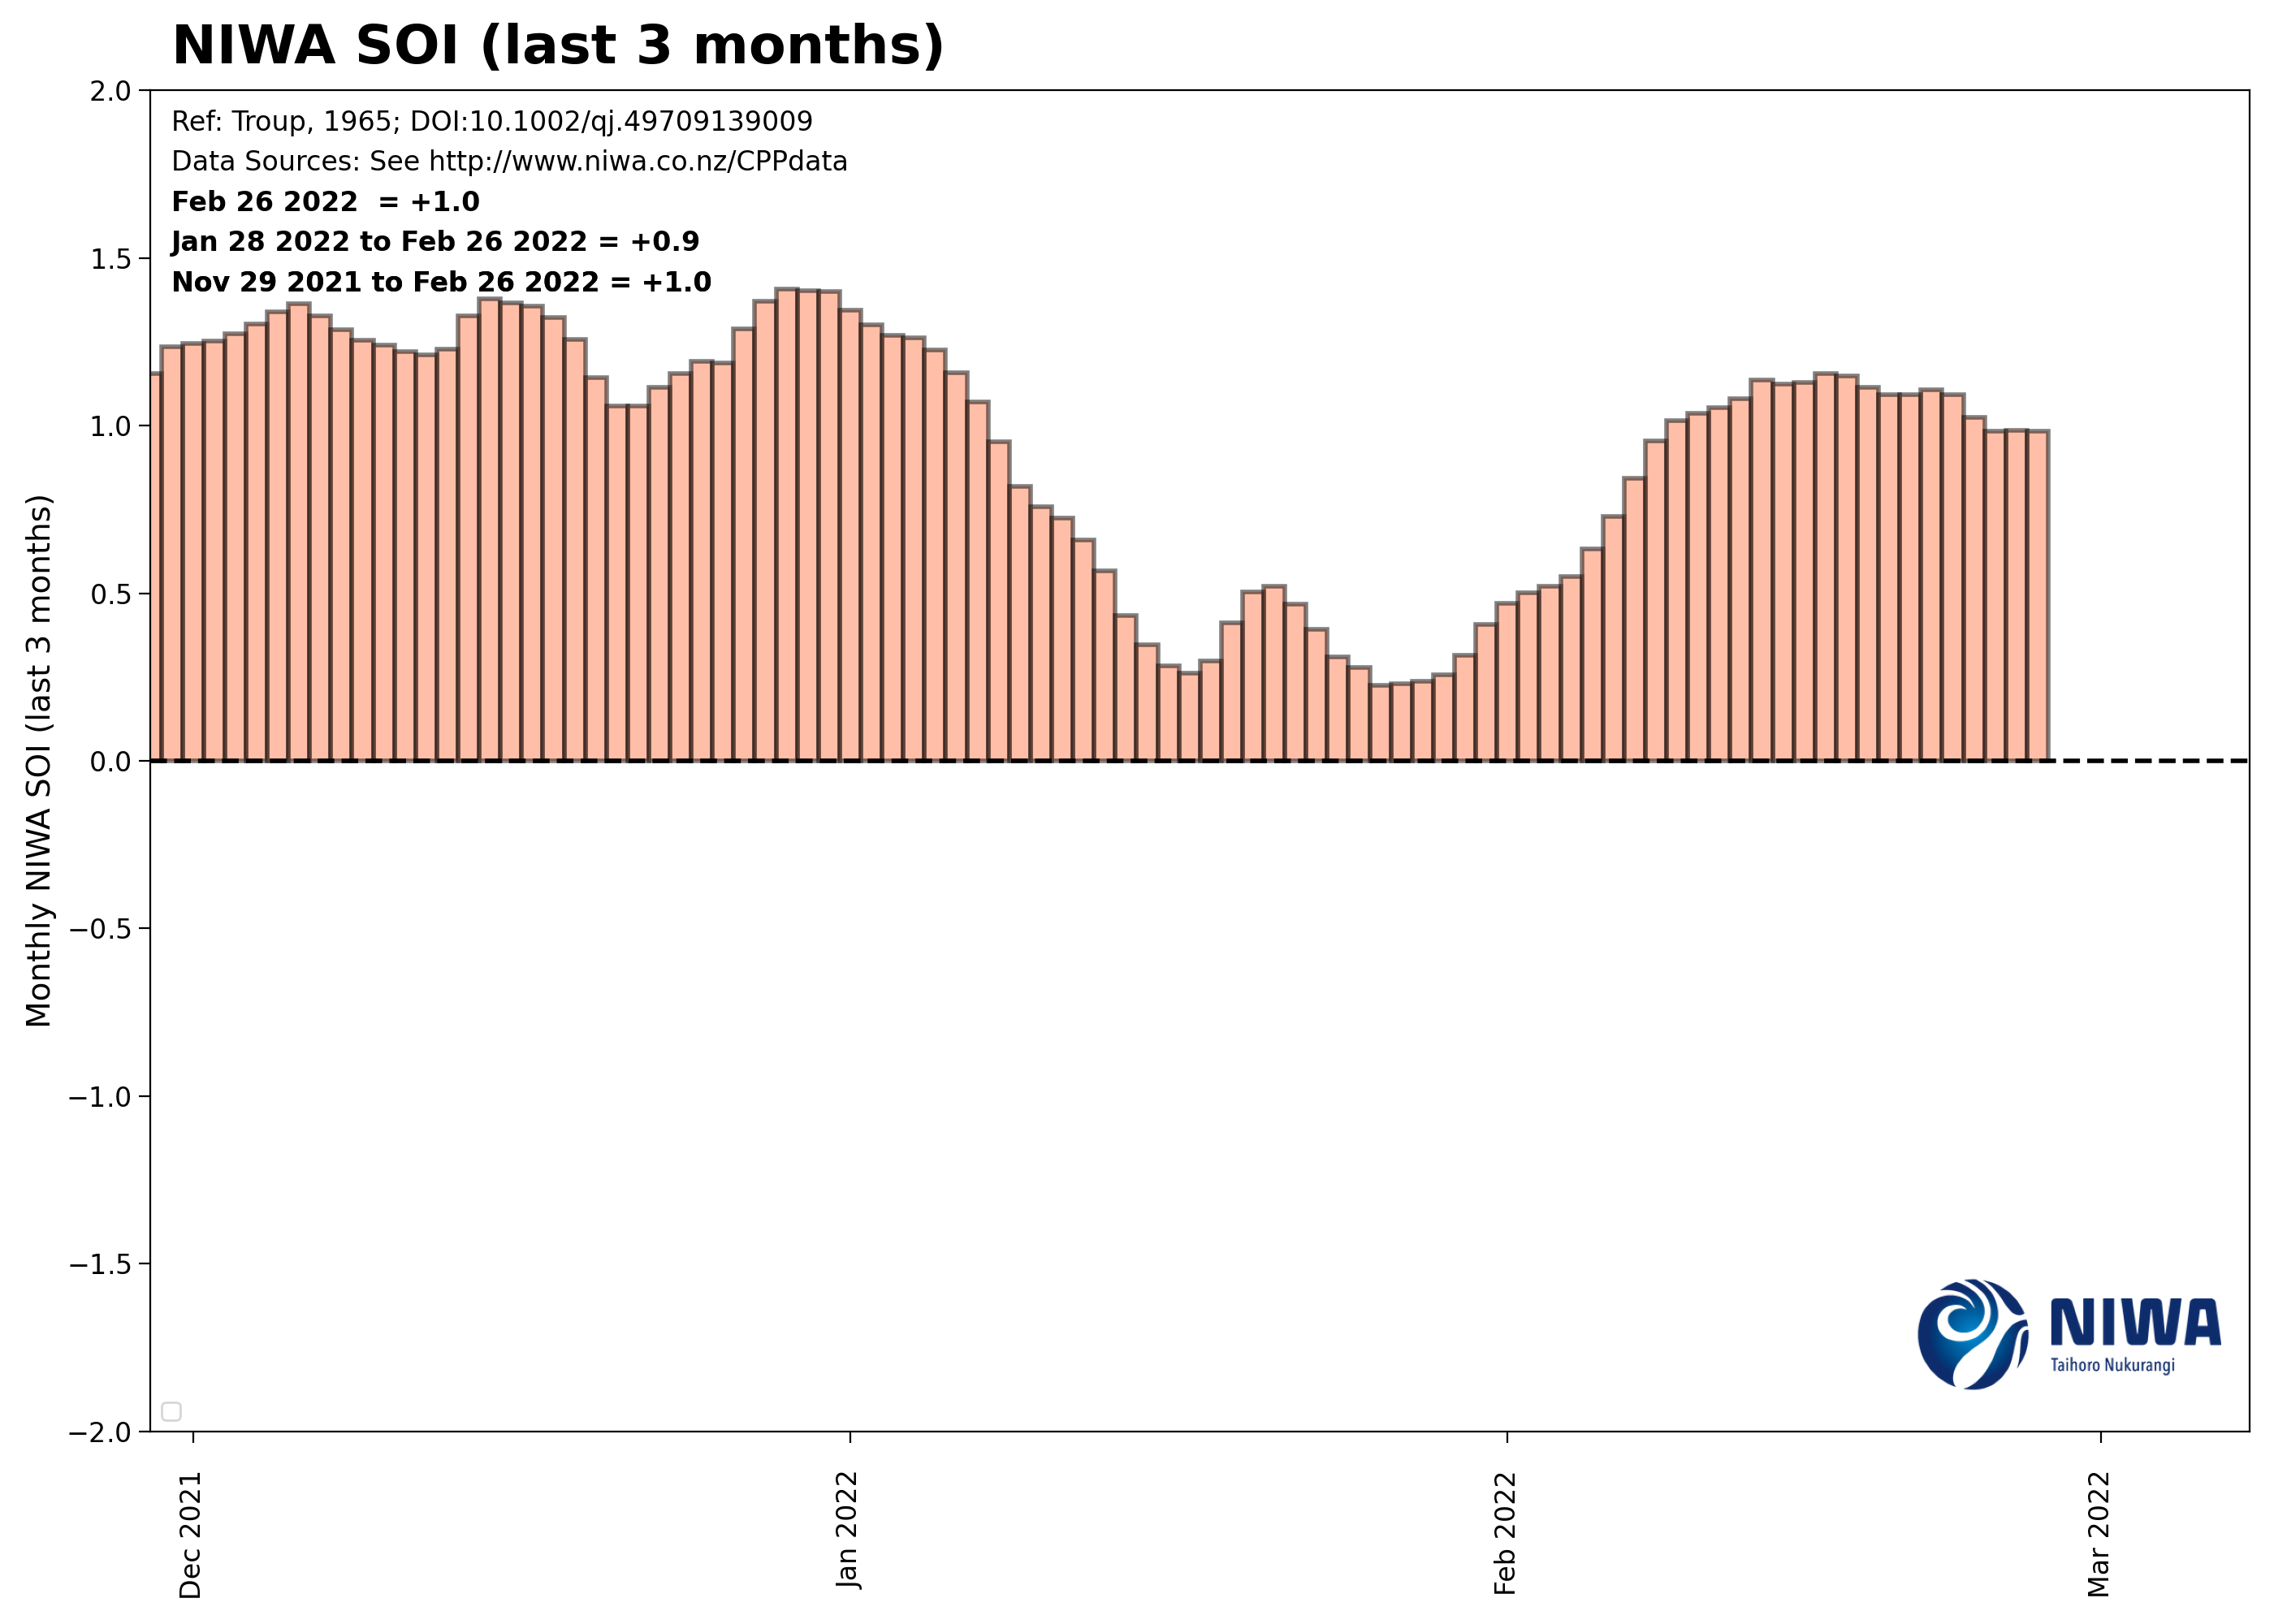 NIWA SOI (last 3 months)
2.0
Ref: Troup, 1965; DOI:10.1002/qj.49709139009
Data Sources: See http://www.niwa.co.nz/CPPdata
Feb 26 2022  = +1.0
Jan 28 2022 to Feb 26 2022 = +0.9
1.5
Nov 29 2021 to Feb 26 2022 = +1.0
1.0
0.5
0.0
−0.5
−1.0
−1.5
−2.0
Monthly NIWA SOI (last 3 months)
NIWA
Taihoro Nukurangi
Dec 2021
Jan 2022
Feb 2022
Mar 2022